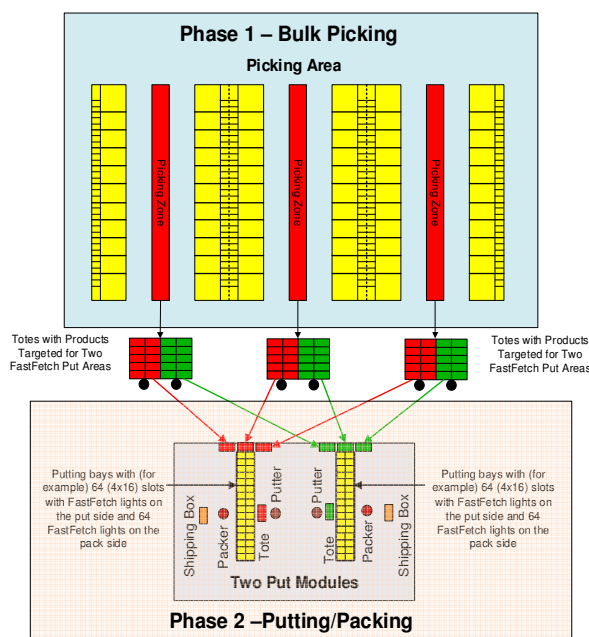 Phase 1 – Bulk Picking
Picking Area
Picking Zone
Picking Zone
Picking Zone
Totes with Products
Targeted for Two
FastFetch Put Areas
Totes with Products
Targeted for Two
FastFetch Put Areas
Putting bays with (for
example) 64 (4x16) slots
with FastFetch lights on
the put side and 64
FastFetch lights on the
pack side
Shipping Box
Packer
Tote
Putter
Putter
Tote
Packer
Shipping Box
Putting bays with (for
example) 64 (4x16) slots
with FastFetch lights on
the put side and 64
FastFetch lights on the
pack side
Two Put Modules
Phase 2 –Putting/Packing